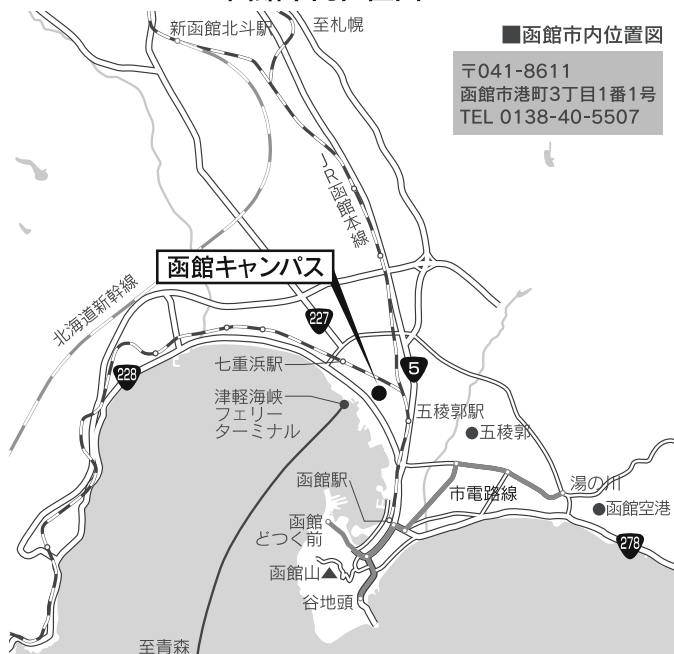 新函館北斗駅
至札幌
■函館市内位置図
〒041-8611
函館市港町3丁目1番1号
TEL 0138-40-5507
JR函館本線
函館キャンパス
北海道新幹線
227
228
七重浜駅
5
津軽海峡
フェリー
ターミナル
五稜郭駅
五稜郭
函館駅
市電路線
湯の川
函館空港
函館
どつく前
278
函館山
谷地頭
至青森